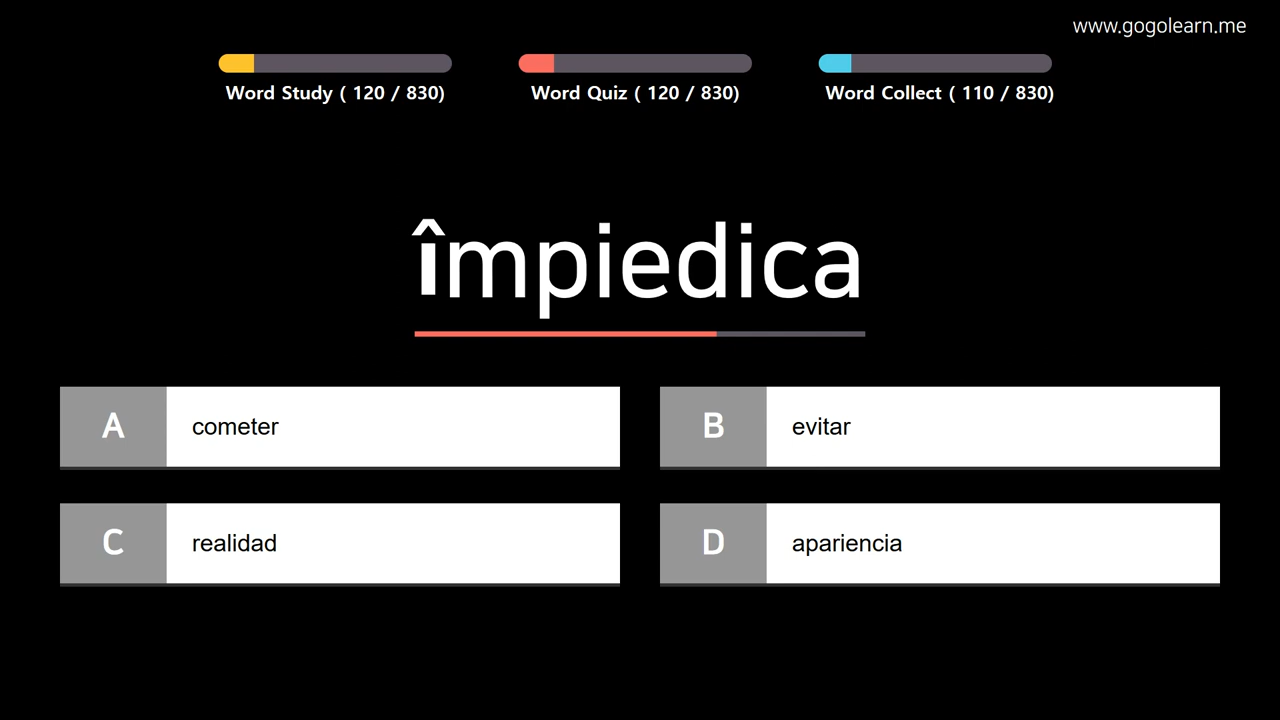 www.gogolearn.me
Word Study ( 120 / 830)
Word Quiz ( 120 / 830)
Word Collect ( 110 / 830)
împiedica
A cometer
B evitar
C realidad
D apariencia